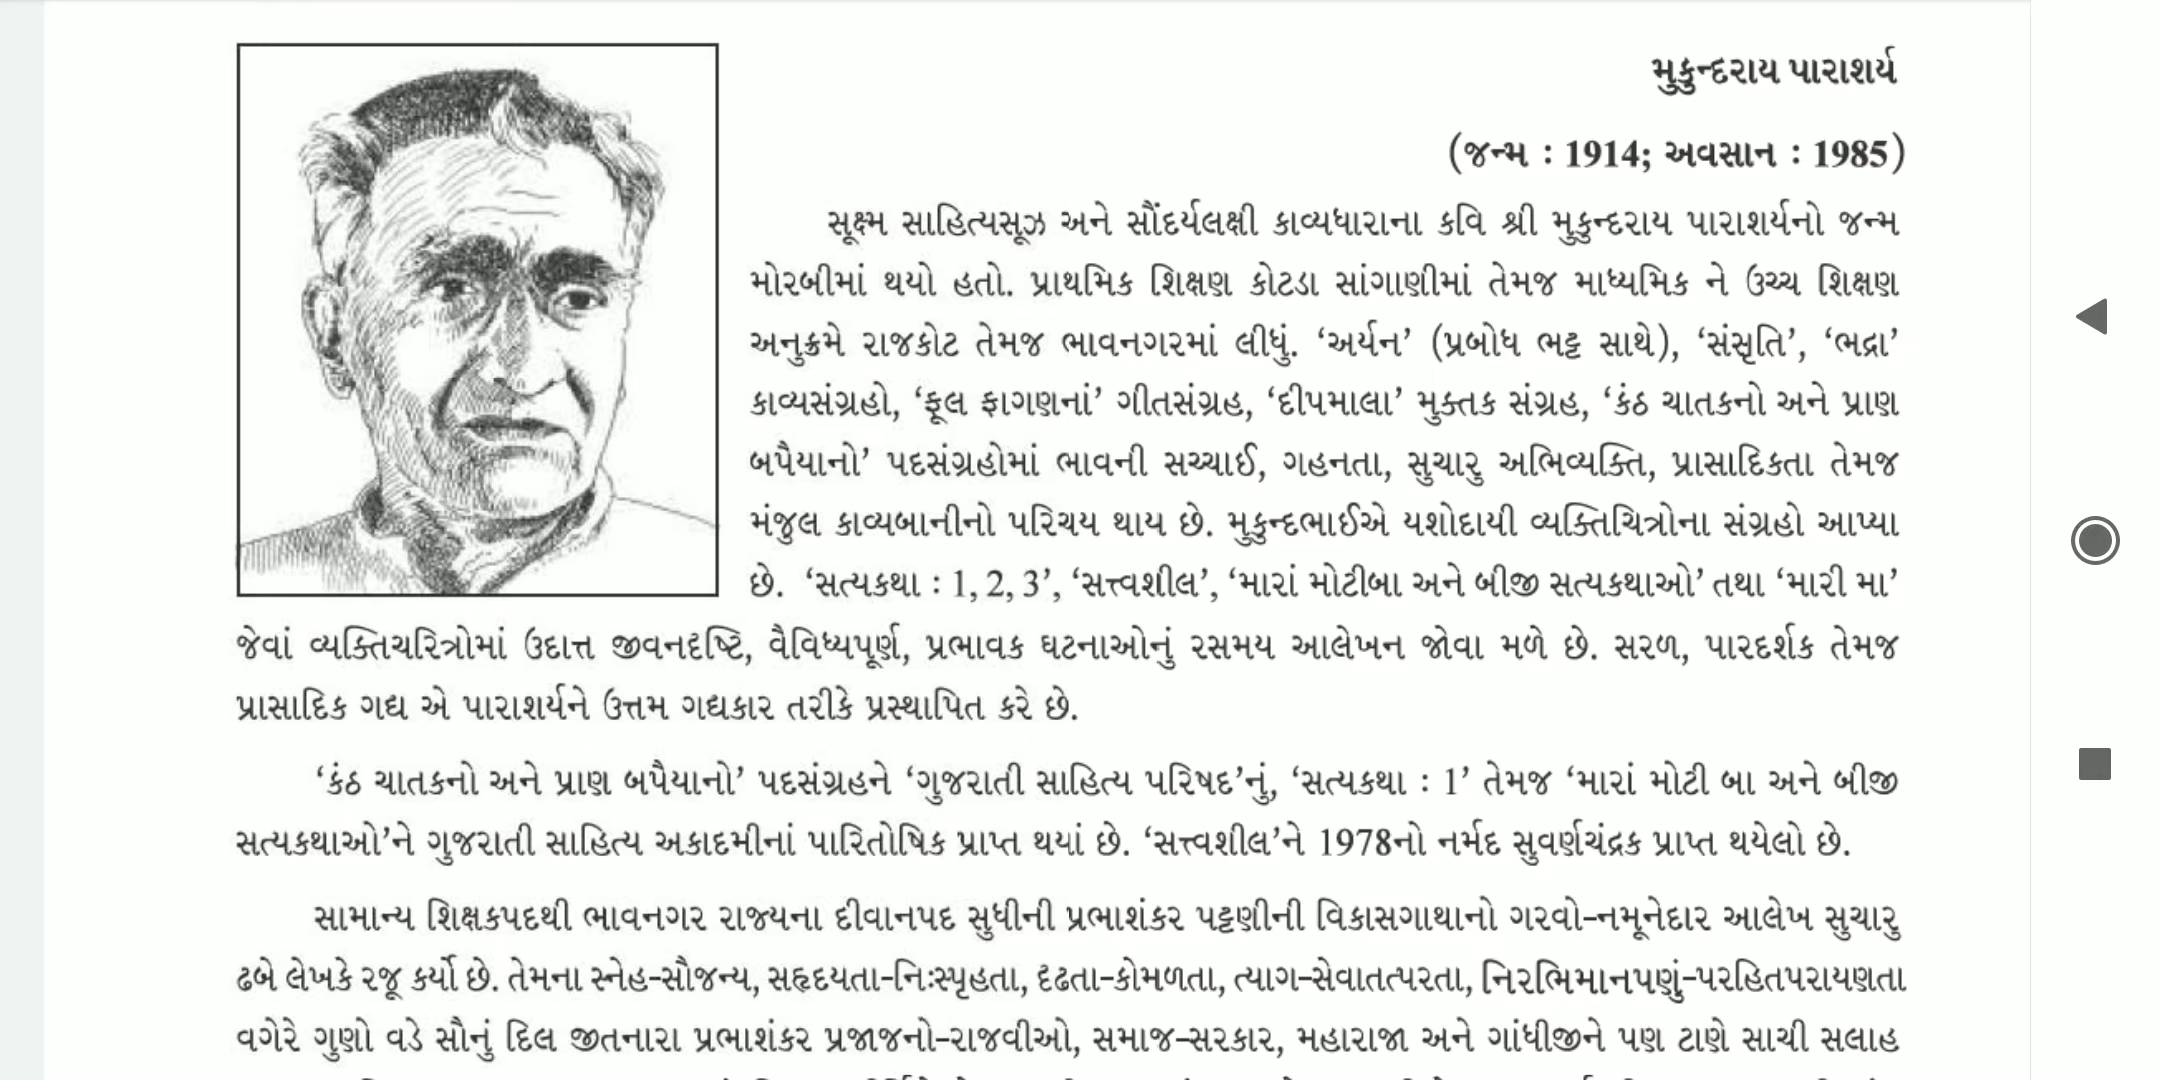 મુકુન્દરાય પારાશર્ય
(જન્મ : 1914; અવસાન : 1985)
સૂક્ષ્મ સાહિત્યસૂઝ અને સૌંદર્યલક્ષી કાવ્યધારાના કવિ શ્રી મુકુન્દરાય પારાશર્યનો જન્મ
મોરબીમાં થયો હતો. પ્રાથમિક શિક્ષણ કોટડા સાંગાણીમાં તેમજ માધ્યમિક ને ઉચ્ચ શિક્ષણ
અનુક્રમે રાજકોટ તેમજ ભાવનગરમાં લીધું. ‘અર્ચન’ (પ્રબોધ ભટ્ટ સાથે), ‘સંસૃતિ’, ‘ભદ્રા’
કાવ્યસંગ્રહો, ‘ફૂલ ફાગણનાં’ ગીતસંગ્રહ, ‘દીપમાલા’ મુક્તક સંગ્રહ, ‘કંઠ ચાતકનો અને પ્રાણ
બપૈયાનો’ પદસંગ્રહોમાં ભાવની સચ્ચાઈ, ગહનતા, સુચારુ અભિવ્યક્તિ, પ્રાસાદિકતા તેમજ
મંજુલ કાવ્યબાનીનો પરિચય થાય છે. મુકુન્દભાઈએ યશોદાયી વ્યક્તિચિત્રોના સંગ્રહો આપ્યા
છે. ‘સત્યકથા : 1, 2, 3’, ‘સત્ત્વશીલ’, ‘મારાં મોટીબા અને બીજી સત્યકથાઓ’ તથા ‘મારી મા’
જેવાં વ્યક્તિચરિત્રોમાં ઉદાત્ત જીવનદૃષ્ટિ, વૈવિધ્યપૂર્ણ, પ્રભાવક ઘટનાઓનું રસમય આલેખન જોવા મળે છે. સરળ, પારદર્શક તેમજ
પ્રાસાદિક ગદ્ય એ પારાશર્યને ઉત્તમ ગદ્યકાર તરીકે પ્રસ્થાપિત કરે છે.
‘કંઠ ચાતકનો અને પ્રાણ બપૈયાનો’ પદસંગ્રહને ‘ગુજરાતી સાહિત્ય પરિષદ’નું, ‘સત્યકથા : 1’ તેમજ ‘મારાં મોટી બા અને બીજી
સત્યકથાઓ’ને ગુજરાતી સાહિત્ય અકાદમીનાં પારિતોષિક પ્રાપ્ત થયાં છે. ‘સત્ત્વશીલ’ને 1978નો નર્મદ સુવર્ણચંદ્રક પ્રાપ્ત થયેલો છે.
સામાન્ય શિક્ષકપદથી ભાવનગર રાજ્યના દીવાનપદ સુધીની પ્રભાશંકર પટ્ટણીની વિકાસગાથાનો ગરવો-નમૂનેદાર આલેખ સુચારુ
ઢબે લેખકે રજૂ કર્યો છે. તેમના સ્નેહ-સૌજન્ય, સહૃદયતા-નિઃસ્પૃહતા, દૃઢતા-કોમળતા, ત્યાગ-સેવાતત્પરતા, નિરભિમાનપણું-પરહિતપરાયણતા
વગેરે ગુણો વડે સૌનું દિલ જીતનારા પ્રભાશંકર પ્રજાજનો-રાજવીઓ, સમાજ-સરકાર, મહારાજા અને ગાંધીજીને પણ ટાણે સાચી સલાહ